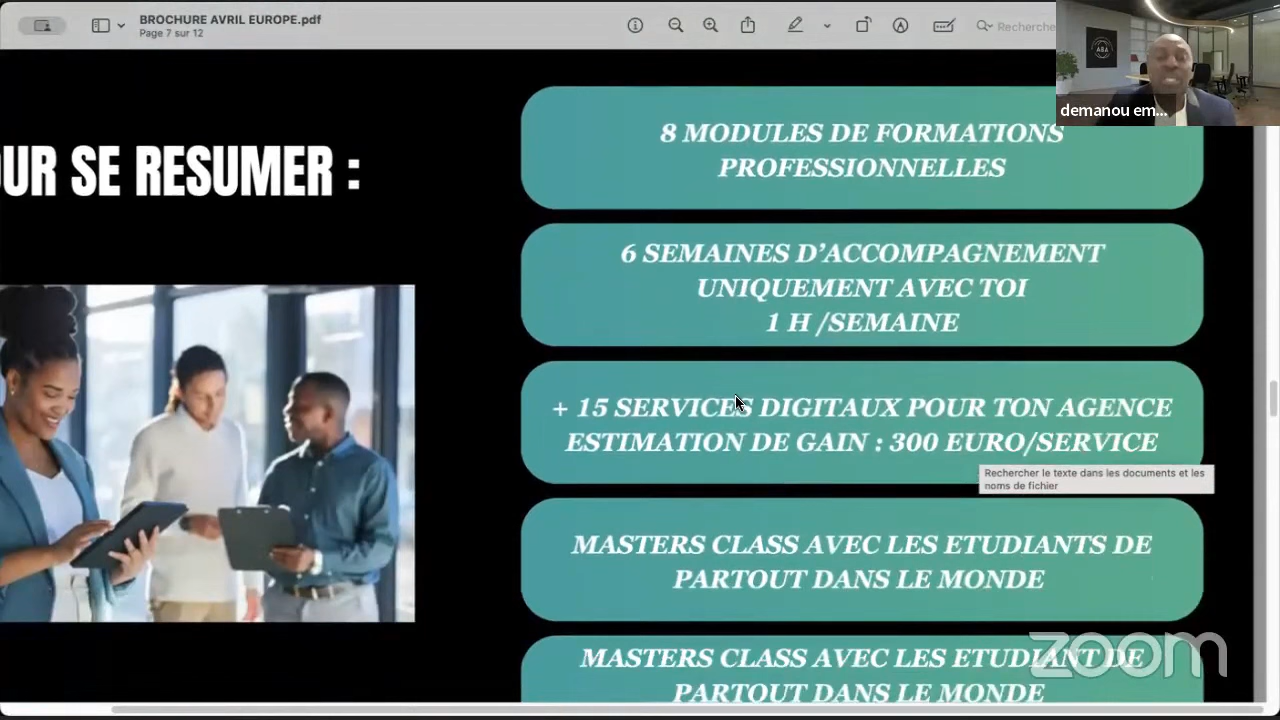 BROCHURE AVRIL EUROPE.pdf
Page 7 sur 12
Recherche
ABA
demanou em...
OUR SE RESUMER :
8 MODULES DE FORMATIONS
PROFESSIONNELLES
6 SEMAINES D’ACCOMPAGNEMENT
UNIQUEMENT AVEC TOI
1 H /SEMAINE
+ 15 SERVICES DIGITAUX POUR TON AGENCE
ESTIMATION DE GAIN : 300 EURO/SERVICE
Rechercher le texte dans les documents et les
noms de fichier
MASTERS CLASS AVEC LES ETUDIANTS DE
PARTOUT DANS LE MONDE
MASTERS CLASS AVEC LES ETUDIANT DE
PARTOUT DANS LE MONDE
zoom